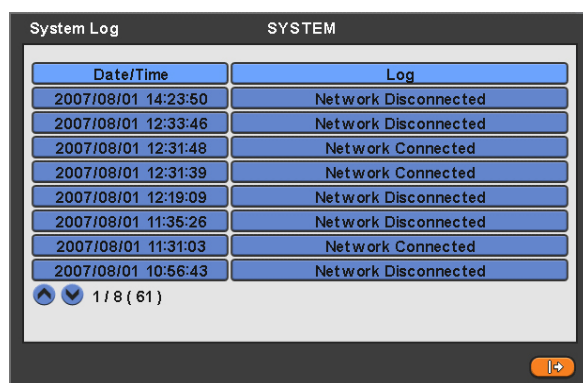 System Log SYSTEM
Date/Time Log
2007/08/01 14:23:50 Network Disconnected
2007/08/01 12:33:46 Network Disconnected
2007/08/01 12:31:48 Network Connected
2007/08/01 12:31:39 Network Connected
2007/08/01 12:19:09 Network Disconnected
2007/08/01 11:35:26 Network Disconnected
2007/08/01 11:31:03 Network Connected
2007/08/01 10:56:43 Network Disconnected
1 / 8 ( 61 )